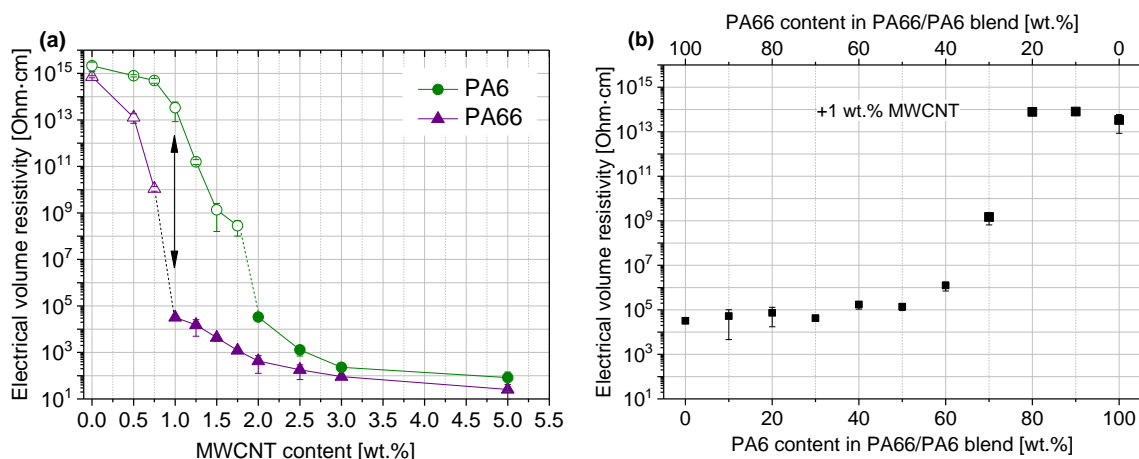 (a)
Electrical volume resistivity [Ohm·cm]
10^15
10^13
10^11
10^9
10^7
10^5
10^3
10^1
PA6
PA66
0.0 0.5 1.0 1.5 2.0 2.5 3.0 3.5 4.0 4.5 5.0 5.5
MWCNT content [wt.%]
(b)
PA66 content in PA66/PA6 blend [wt.%]
100 80 60 40 20 0
Electrical volume resistivity [Ohm·cm]
10^15
10^13
10^11
10^9
10^7
10^5
10^3
10^1
+1 wt.% MWCNT
0 20 40 60 80 100
PA6 content in PA66/PA6 blend [wt.%]